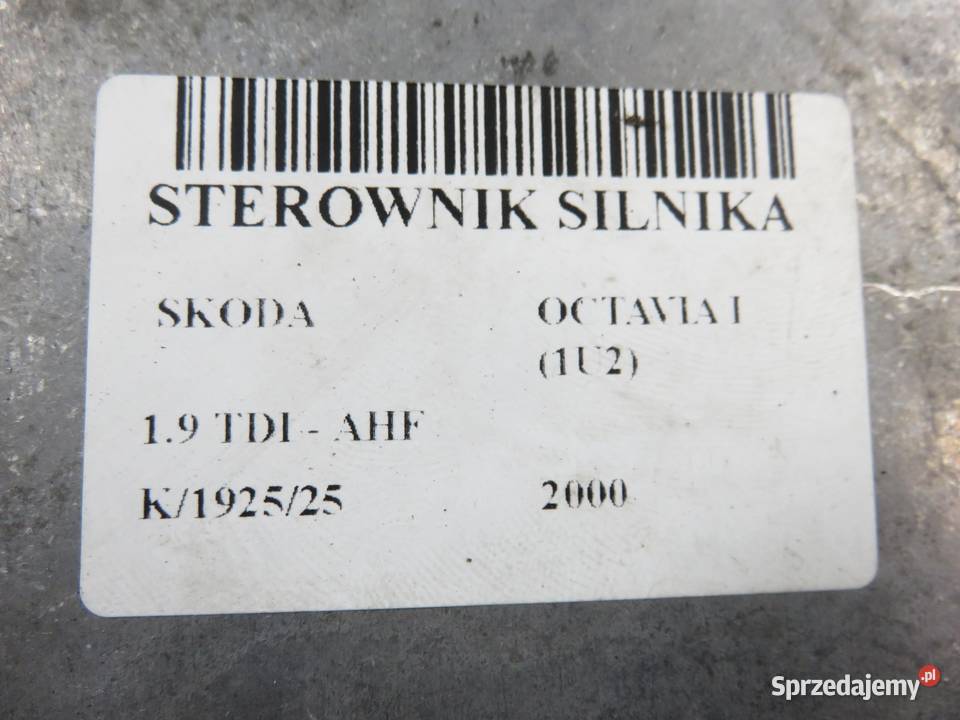 STEROWNIK SILNIKA
SKODA OCTAVIA I
(1U2)
1.9 TDI - AHF
K/1925/25 2000
Sprzedajemy.pl